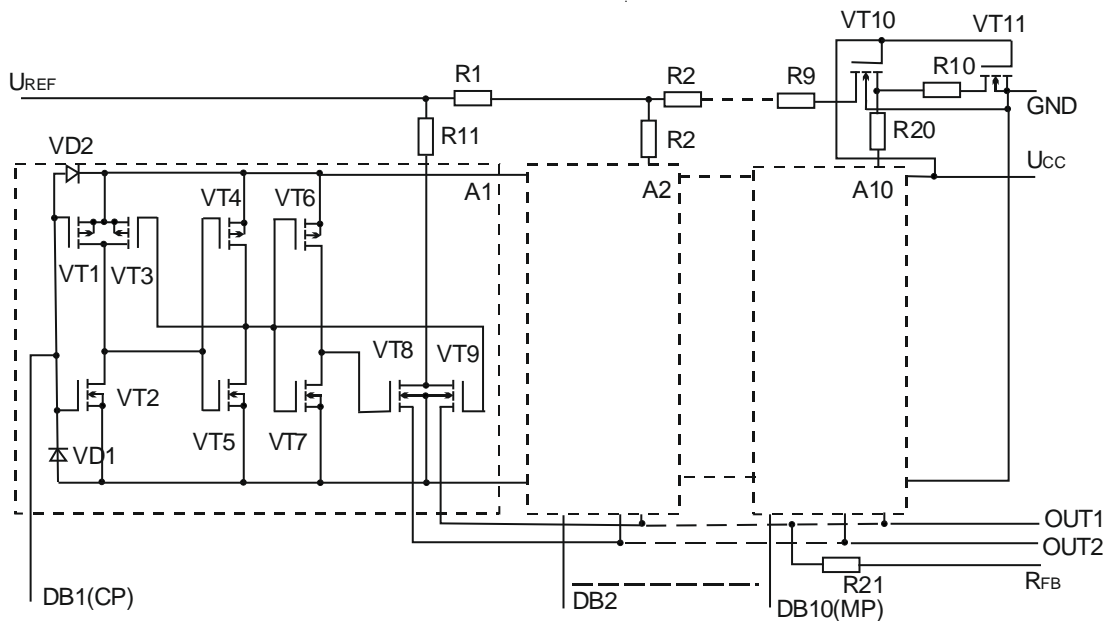 VT10
VT11
UREF
R1
R2
R9
R10
GND
R11
R2
R20
VD2
UCC
A1
A2
A10
VT4
VT6
VT1
VT3
VT8
VT9
VT2
VT5
VT7
VD1
OUT1
OUT2
DB1(CP)
DB2
DB10(MP)
R21
RFB